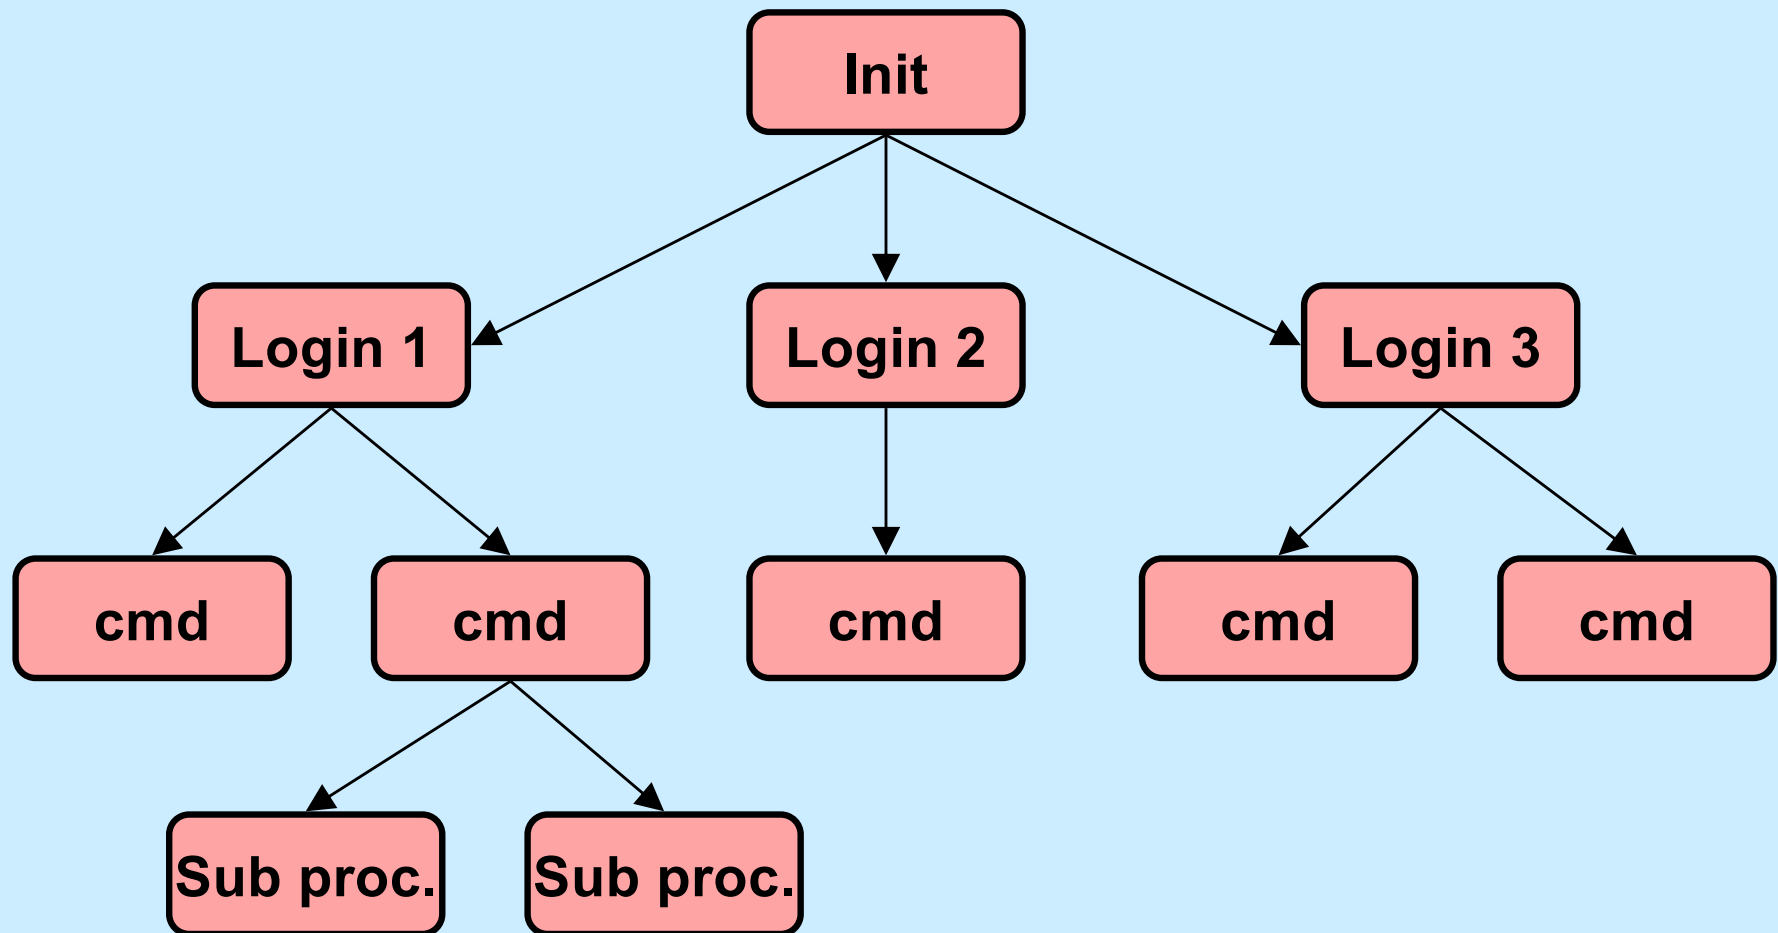 Init
Login 1
Login 2
Login 3
cmd
cmd
cmd
cmd
cmd
Sub proc.
Sub proc.